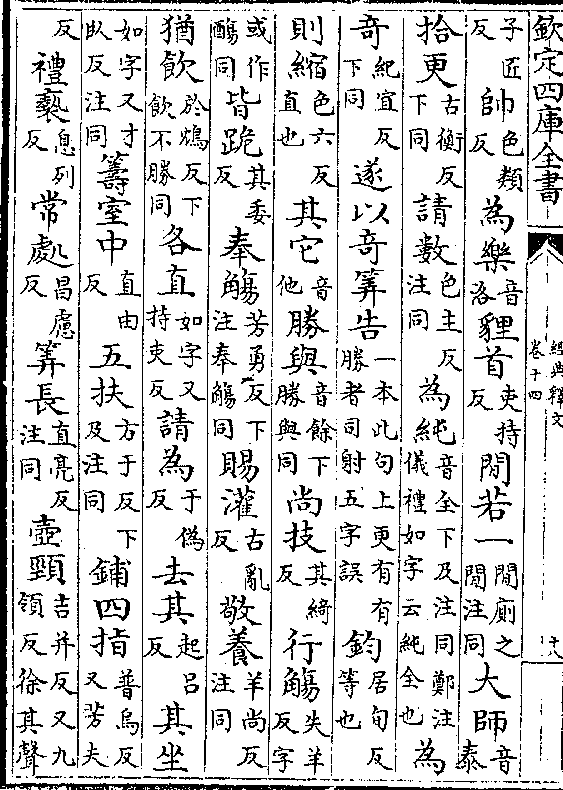 欽定四庫全書 經典釋文 卷十四 十八
子匠反 帥色類反 為樂音洛 貍首吏持反 閒若一閒廁之閒注同 大師音泰
拾更古衡反下同 請數色主反注同 為純音全下及注同鄭注儀禮如字云純全也 為
奇紀宜反下同 遂以奇筭告一本此句上更有有勝者司射五字誤 鈞居句反等也
則縮色六反直也 其它音他 勝與音餘下勝與同 尚技其綺反 行觴失羊反字
或作同 皆跪其委反 奉觴芳勇反下注奉觴同 賜灌古亂反 敬養羊尚反注同
猶飲於鴆反下飲不勝同 各直如字又持吏反 請為于偽反 去其起呂反 其坐
如字又才臥反注同 籌室中直由反 五扶方于反下及注同 鋪四指普烏反又芳夫
反 禮褻息列反 常處昌慮反 筭長直亮反注同 壺頸吉并反又九領反徐其聲